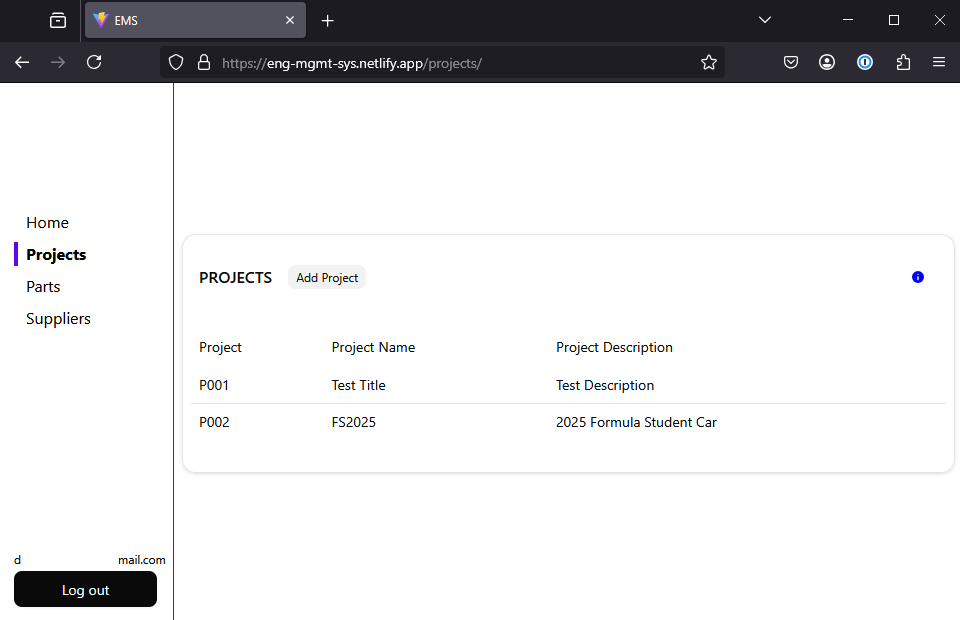 EMS
https://eng-mgmt-sys.netlify.app/projects/
Home
Projects
Parts
Suppliers
PROJECTS Add Project
Project Project Name Project Description
P001 Test Title Test Description
P002 FS2025 2025 Formula Student Car
d mail.com
Log out